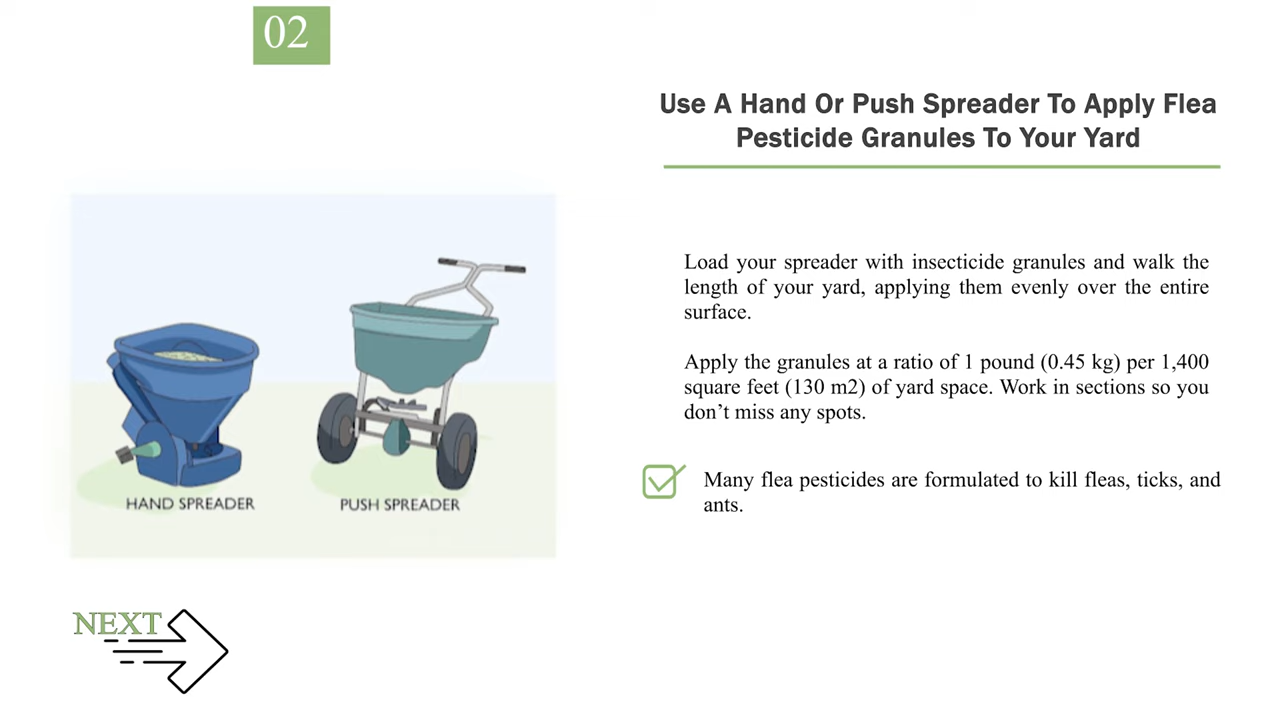 02
Use A Hand Or Push Spreader To Apply Flea
Pesticide Granules To Your Yard
Load your spreader with insecticide granules and walk the
length of your yard, applying them evenly over the entire
surface.
Apply the granules at a ratio of 1 pound (0.45 kg) per 1,400
square feet (130 m2) of yard space. Work in sections so you
don’t miss any spots.
Many flea pesticides are formulated to kill fleas, ticks, and
ants.
HAND SPREADER
PUSH SPREADER
NEXT